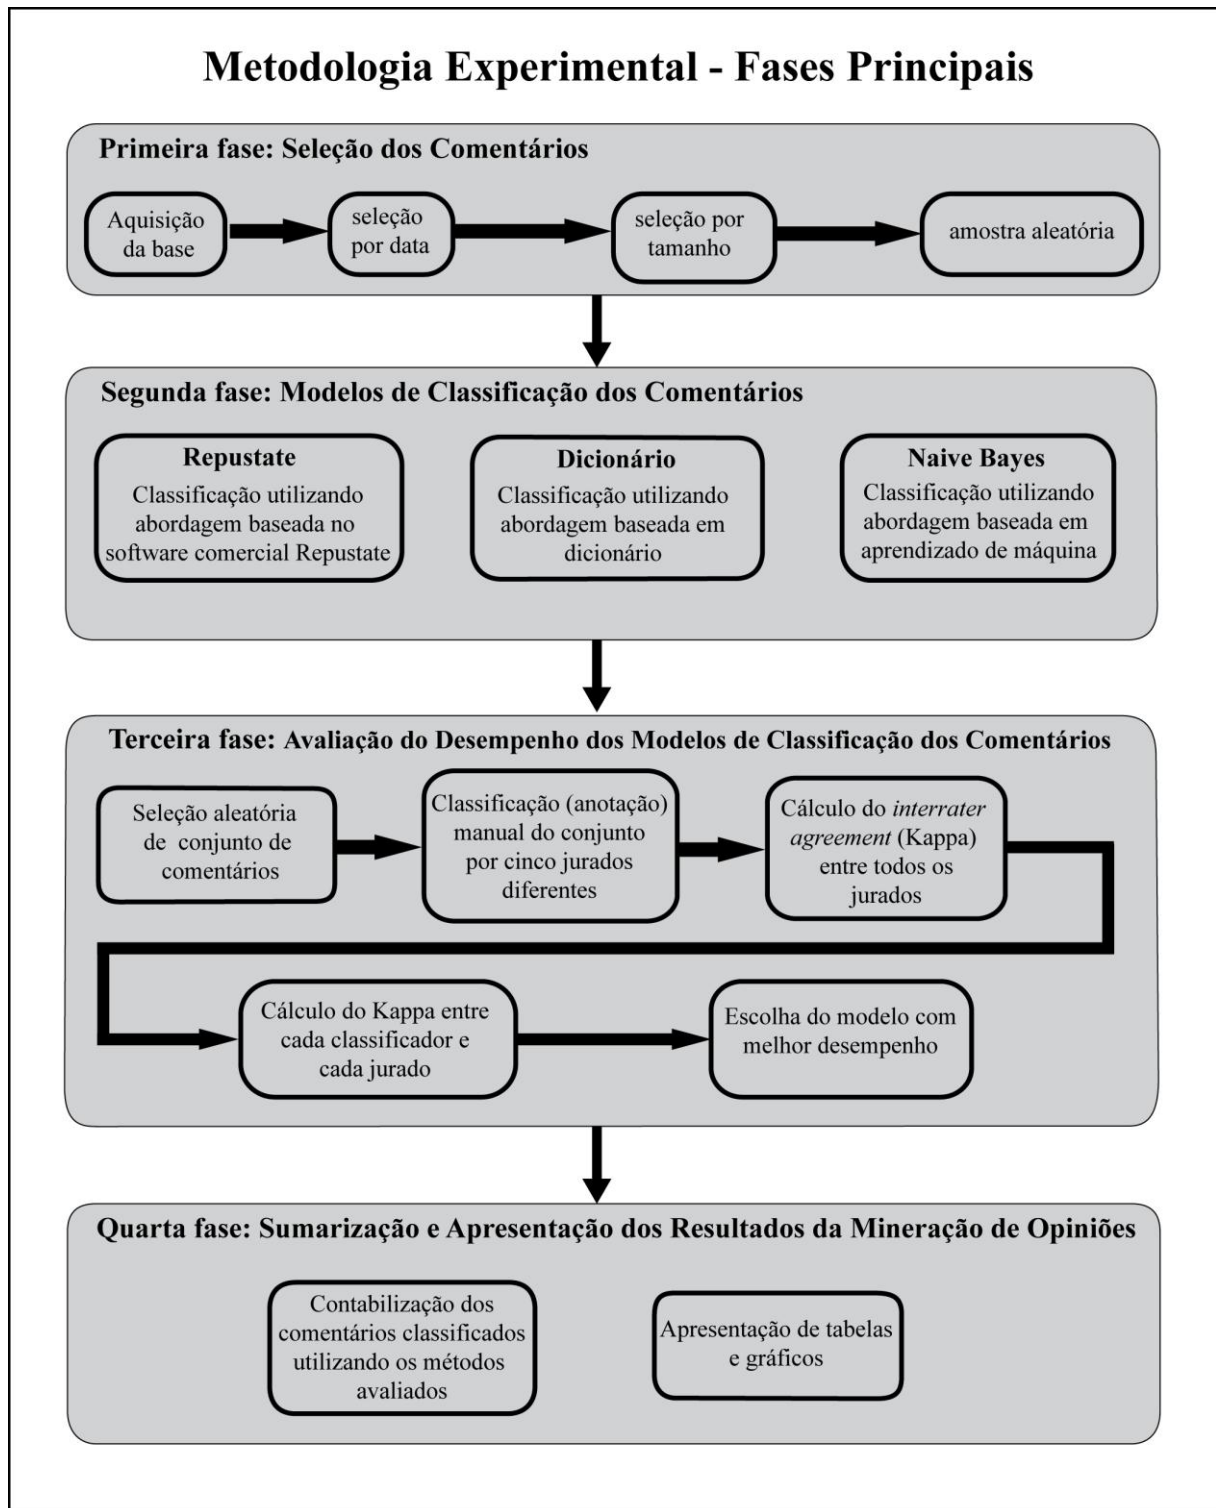 Metodologia Experimental - Fases Principais
Primeira fase: Seleção dos Comentários
Aquisição
da base
seleção
por data
seleção por
tamanho
amostra aleatória
Segunda fase: Modelos de Classificação dos Comentários
Repustate
Classificação utilizando
abordagem baseada no
software comercial Repustate
Dicionário
Classificação utilizando
abordagem baseada em
dicionário
Naive Bayes
Classificação utilizando
abordagem baseada em
aprendizado de máquina
Terceira fase: Avaliação do Desempenho dos Modelos de Classificação dos Comentários
Seleção aleatória
de conjunto de
comentários
Classificação (anotação)
manual do conjunto
por cinco jurados
diferentes
Cálculo do interrater
agreement (Kappa)
entre todos os
jurados
Cálculo do Kappa entre
cada classificador e
cada jurado
Escolha do modelo com
melhor desempenho
Quarta fase: Sumarização e Apresentação dos Resultados da Mineração de Opiniões
Contabilização dos
comentários classificados
utilizando os métodos
avaliados
Apresentação de tabelas
e gráficos